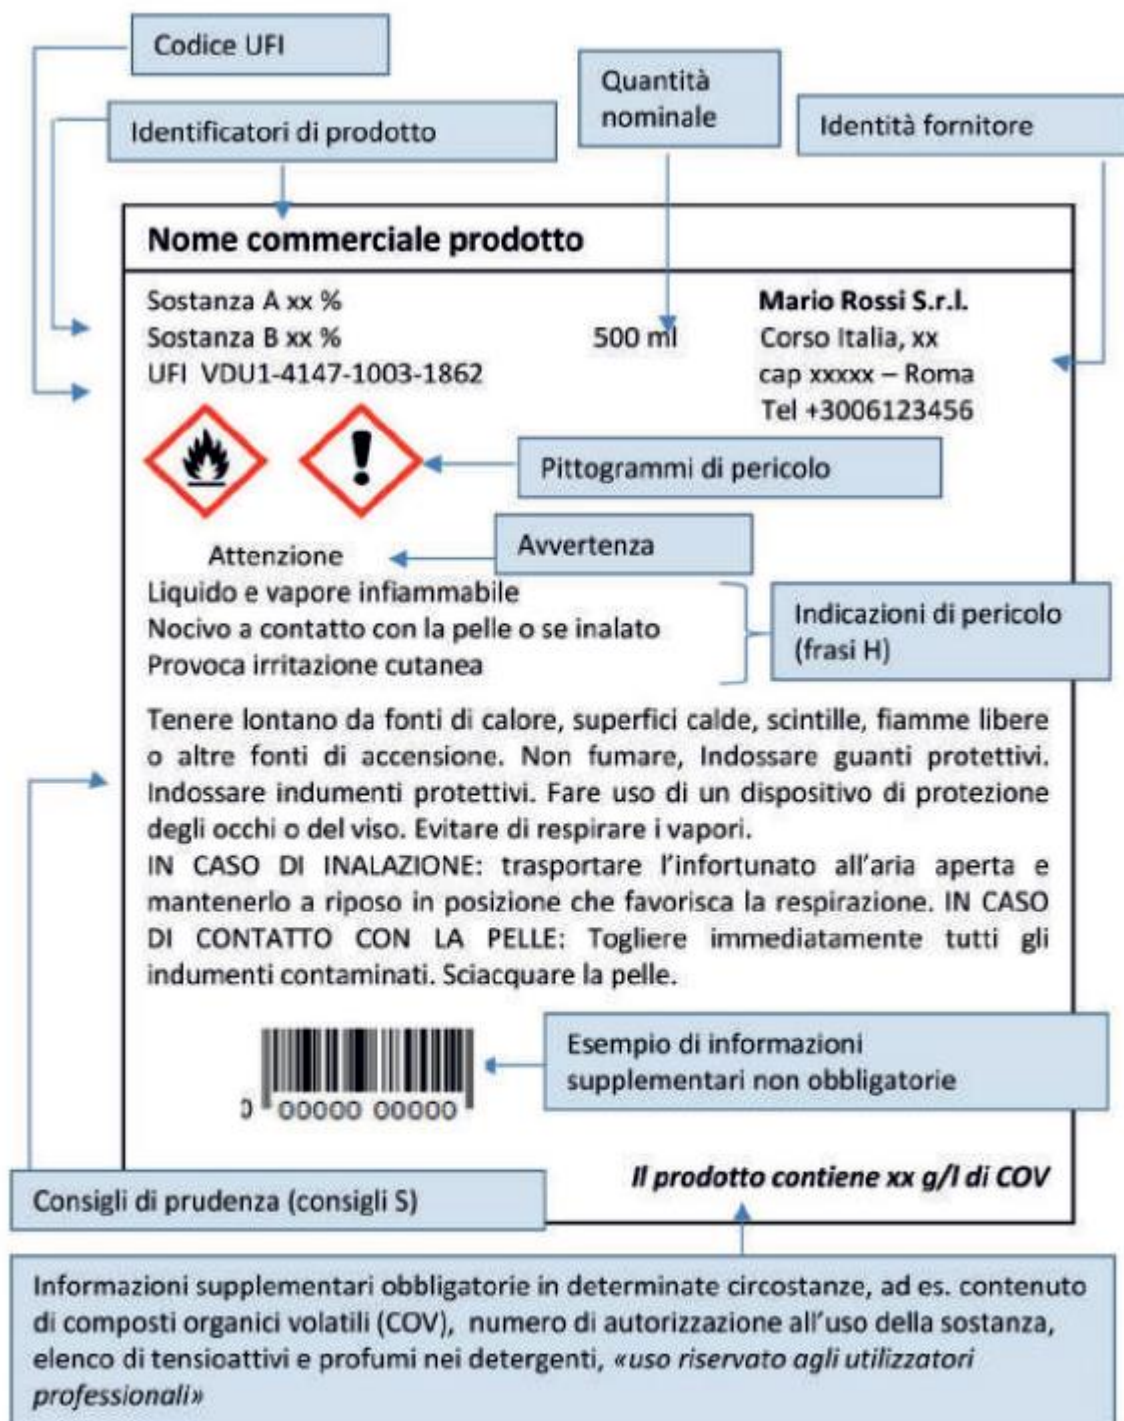 Codice UFI
Quantità
nominale
Identificatori di prodotto
Identità fornitore
Nome commerciale prodotto
Sostanza A xx %
Sostanza B xx %
UFI VDU1-4147-1003-1862
500 ml
Mario Rossi S.r.l.
Corso Italia, xx
cap xxxxx – Roma
Tel +3006123456
Pittogrammi di pericolo
Attenzione
Avvertenza
Liquido e vapore infiammabile
Nocivo a contatto con la pelle o se inalato
Provoca irritazione cutanea
Indicazioni di pericolo
(frasi H)
Tenere lontano da fonti di calore, superfici calde, scintille, fiamme libere
o altre fonti di accensione. Non fumare, Indossare guanti protettivi.
Indossare indumenti protettivi. Fare uso di un dispositivo di protezione
degli occhi o del viso. Evitare di respirare i vapori.
IN CASO DI INALAZIONE: trasportare l'infortunato all'aria aperta e
mantenerlo a riposo in posizione che favorisca la respirazione. IN CASO
DI CONTATTO CON LA PELLE: Togliere immediatamente tutti gli
indumenti contaminati. Sciacquare la pelle.
Esempio di informazioni
supplementari non obbligatorie
0 00000 00000
Il prodotto contiene xx g/l di COV
Consigli di prudenza (consigli S)
Informazioni supplementari obbligatorie in determinate circostanze, ad es. contenuto
di composti organici volatili (COV), numero di autorizzazione all'uso della sostanza,
elenco di tensioattivi e profumi nei detergenti, «uso riservato agli utilizzatori
professionali»